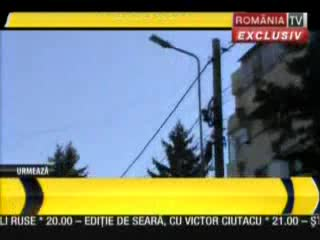 ROMÂNIA TV
EXCLUSIV
URMEAZĂ
LI RUSE * 20.00 – EDIȚIE DE SEARĂ, CU VICTOR CIUTACU * 21.00 – Ș